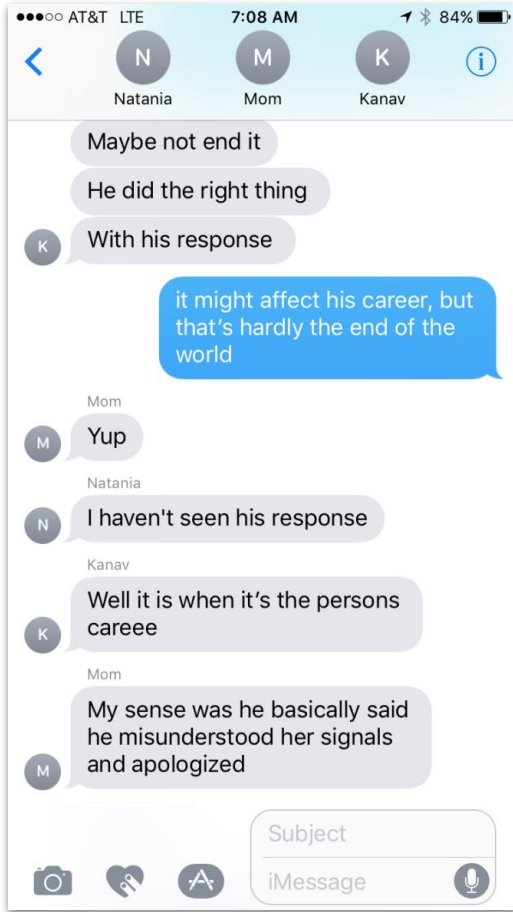 AT&T LTE 7:08 AM 84%
N M K
Natania Mom Kanav
Maybe not end it
He did the right thing
K
With his response
it might affect his career, but
that's hardly the end of the
world
Mom
M
Yup
Natania
N
I haven't seen his response
Kanav
Well it is when it's the persons
K
careee
Mom
My sense was he basically said
he misunderstood her signals
M
and apologized
Subject
iMessage